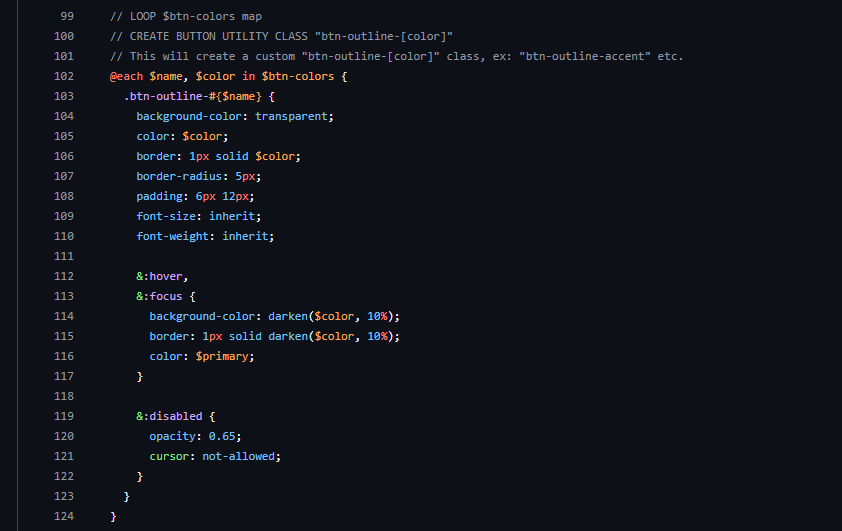 99 // LOOP $btn-colors map
100 // CREATE BUTTON UTILITY CLASS "btn-outline-[color]"
101 // This will create a custom "btn-outline-[color]" class, ex: "btn-outline-accent" etc.
102 @each $name, $color in $btn-colors {
103   .btn-outline-#{$name} {
104     background-color: transparent;
105     color: $color;
106     border: 1px solid $color;
107     border-radius: 5px;
108     padding: 6px 12px;
109     font-size: inherit;
110     font-weight: inherit;
111
112     &:hover,
113     &:focus {
114       background-color: darken($color, 10%);
115       border: 1px solid darken($color, 10%);
116       color: $primary;
117     }
118
119     &:disabled {
120       opacity: 0.65;
121       cursor: not-allowed;
122     }
123   }
124 }